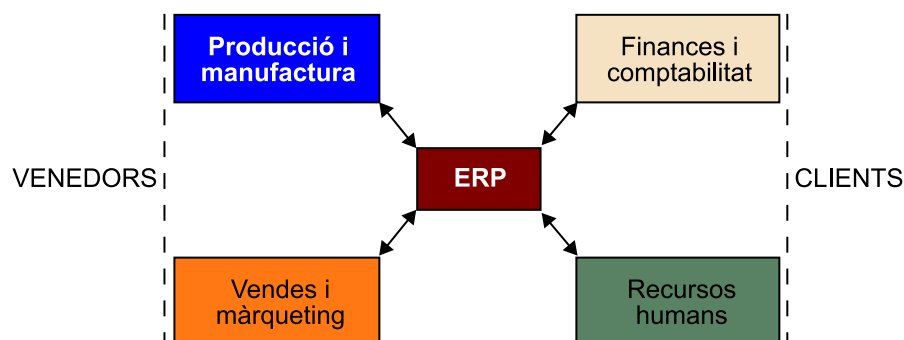 Producció i
manufactura
Finances i
comptabilitat
VENEDORS
ERP
CLIENTS
Vendes i
màrqueting
Recursos
humans